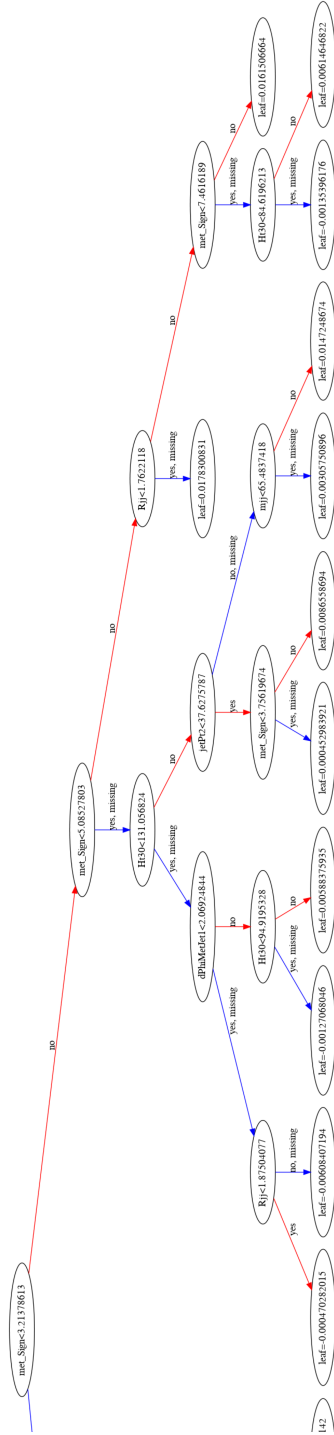 met_Sign<3.21378613
no
met_Sign<5.08527803
yes, missing
no
Ht30<131.056824
Rjj<1.7622118
yes, missing
no
yes, missing
no
dPhiMetJet1<2.06924844
jetPt2<37.6275787
leaf=0.0178300831
met_Sign<7.4616189
yes, missing
no
yes
no, missing
yes, missing
no
Rjj<1.87504077
Ht30<94.9195328
met_Sign<3.75619674
mjj<65.4837418
Ht30<84.6196213
leaf=0.0161506664
yes
no, missing
yes, missing
no
yes, missing
no
yes, missing
no
yes, missing
no
142
leaf=-0.000470282015
leaf=-0.00608407194
leaf=-0.00127068046
leaf=0.00588375935
leaf=0.000452983921
leaf=0.0086558694
leaf=0.00305750896
leaf=0.0147248674
leaf=-0.00135396176
leaf=0.00614646822